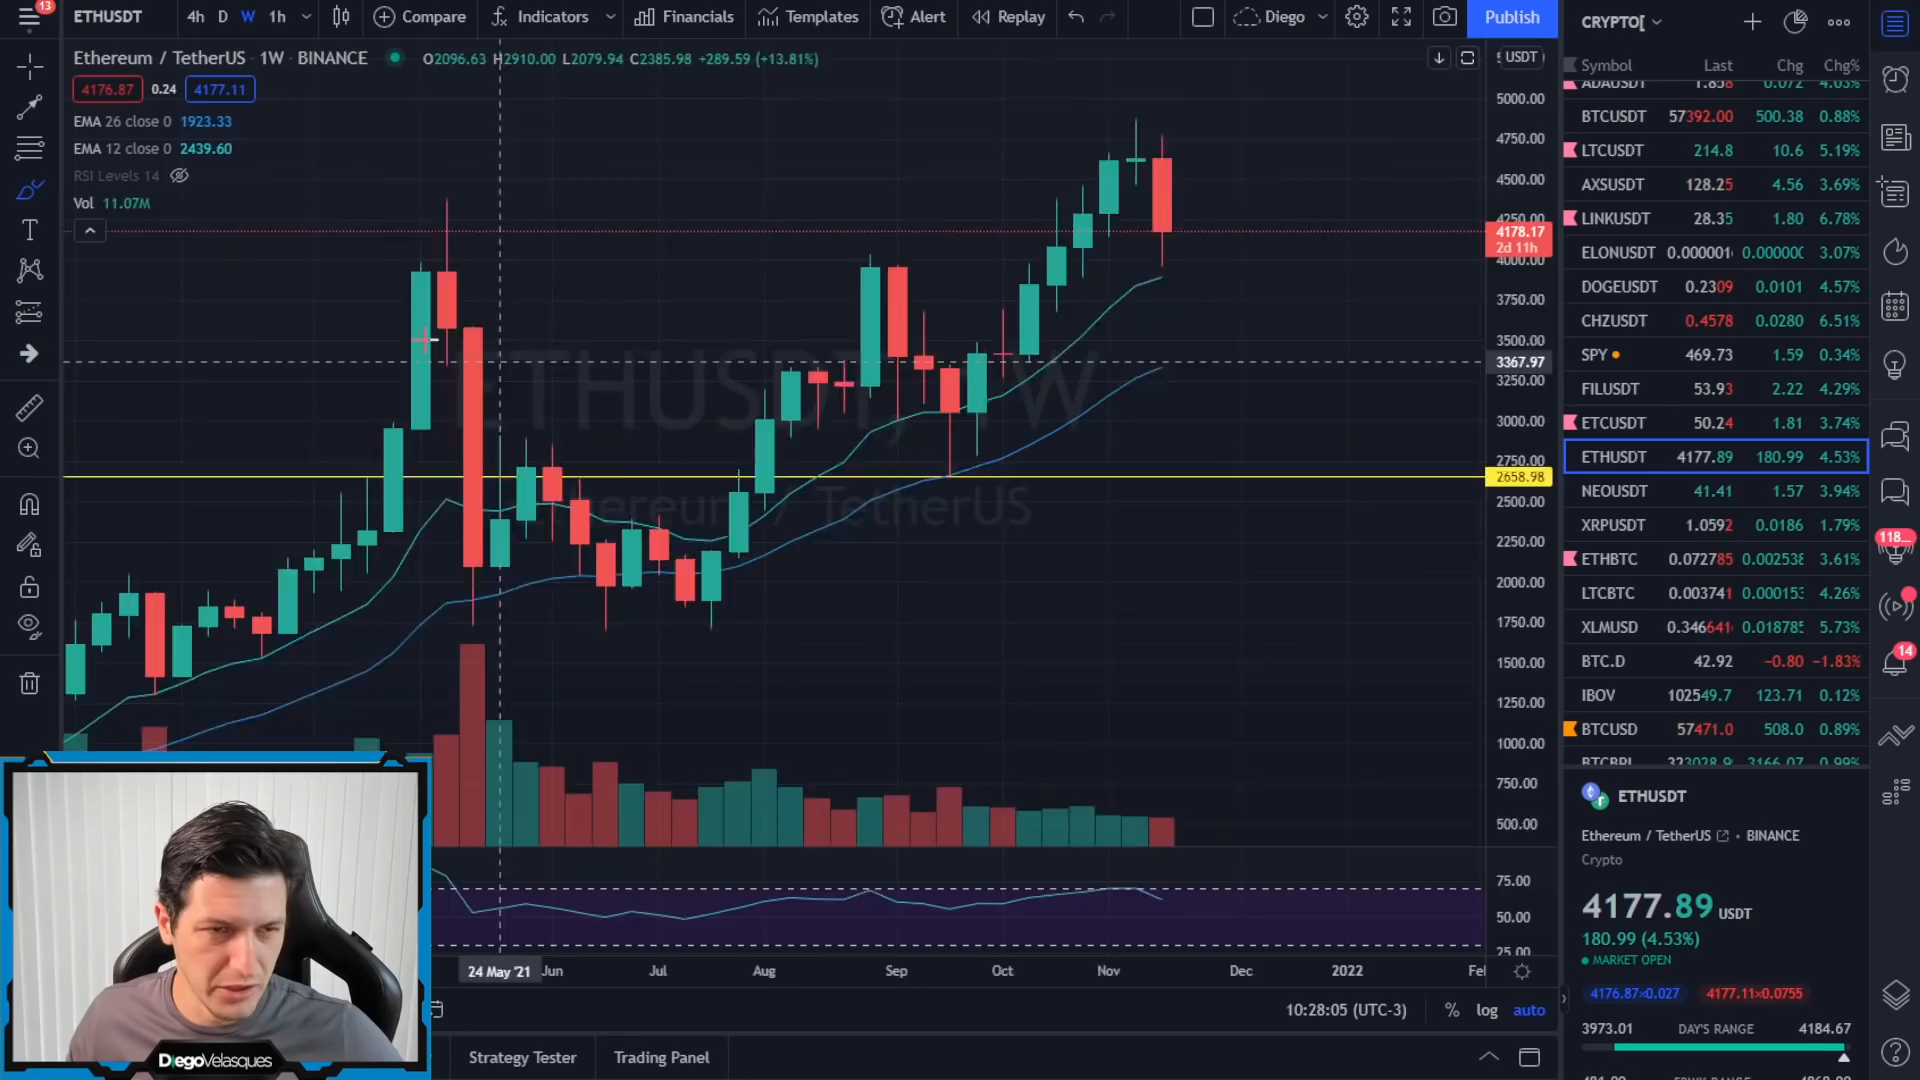 13
ETHUSDT 4h D W 1h Compare Indicators Financials Templates Alert Replay Diego Publish
Ethereum / TetherUS · 1W · BINANCE O2096.63 H2910.00 L2079.94 C2385.98 +289.59 (+13.81%)
4176.87 0.24 4177.11
EMA 26 close 0 1923.33
EMA 12 close 0 2439.60
RSI Levels 14
Vol 11.07M
ETHUSDT, 1W
Ethereum / TetherUS
USDT
5000.00
4750.00
4500.00
4250.00
4178.17
2d 11h
4000.00
3750.00
3500.00
3367.97
3250.00
3000.00
2750.00
2658.98
2500.00
2250.00
2000.00
1750.00
1500.00
1250.00
1000.00
750.00
500.00
75.00
50.00
25.00
24 May '21 Jun Jul Aug Sep Oct Nov Dec 2022
10:28:05 (UTC-3) % log auto
Strategy Tester Trading Panel
DiegoVelasques
CRYPTO[
Symbol Last Chg Chg%
ADAUSDT 1.858 0.072 4.03%
BTCUSDT 57392.00 500.38 0.88%
LTCUSDT 214.8 10.6 5.19%
AXSUSDT 128.25 4.56 3.69%
LINKUSDT 28.35 1.80 6.78%
ELONUSDT 0.000001 0.000000 3.07%
DOGEUSDT 0.2309 0.0101 4.57%
CHZUSDT 0.4578 0.0280 6.51%
SPY 469.73 1.59 0.34%
FILUSDT 53.93 2.22 4.29%
ETCUSDT 50.24 1.81 3.74%
ETHUSDT 4177.89 180.99 4.53%
NEOUSDT 41.41 1.57 3.94%
XRPUSDT 1.0592 0.0186 1.79%
ETHBTC 0.072785 0.002538 3.61%
LTCBTC 0.003741 0.000153 4.26%
XLMUSD 0.346641 0.018785 5.73%
BTC.D 42.92 −0.80 −1.83%
IBOV 102549.7 123.71 0.12%
BTCUSD 57471.0 508.0 0.89%
BTCBRL 323028.9 3166.07 0.99%
118...
14
ETHUSDT
Ethereum / TetherUS • BINANCE
Crypto
4177.89 USDT
180.99 (4.53%)
MARKET OPEN
4176.87×0.027 4177.11×0.0755
3973.01 DAY'S RANGE 4184.67